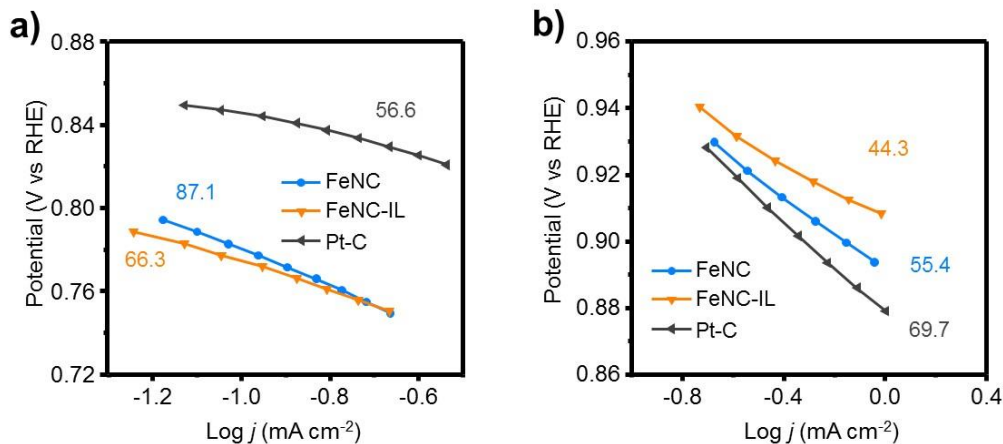 a)
0.88
0.84
0.80
0.76
0.72
Potential (V vs RHE)
56.6
87.1
66.3
FeNC
FeNC-IL
Pt-C
-1.2
-1.0
-0.8
-0.6
Log j (mA cm-2)
b)
0.96
0.94
0.92
0.90
0.88
0.86
Potential (V vs RHE)
44.3
55.4
69.7
FeNC
FeNC-IL
Pt-C
-0.8
-0.4
0.0
0.4
Log j (mA cm-2)